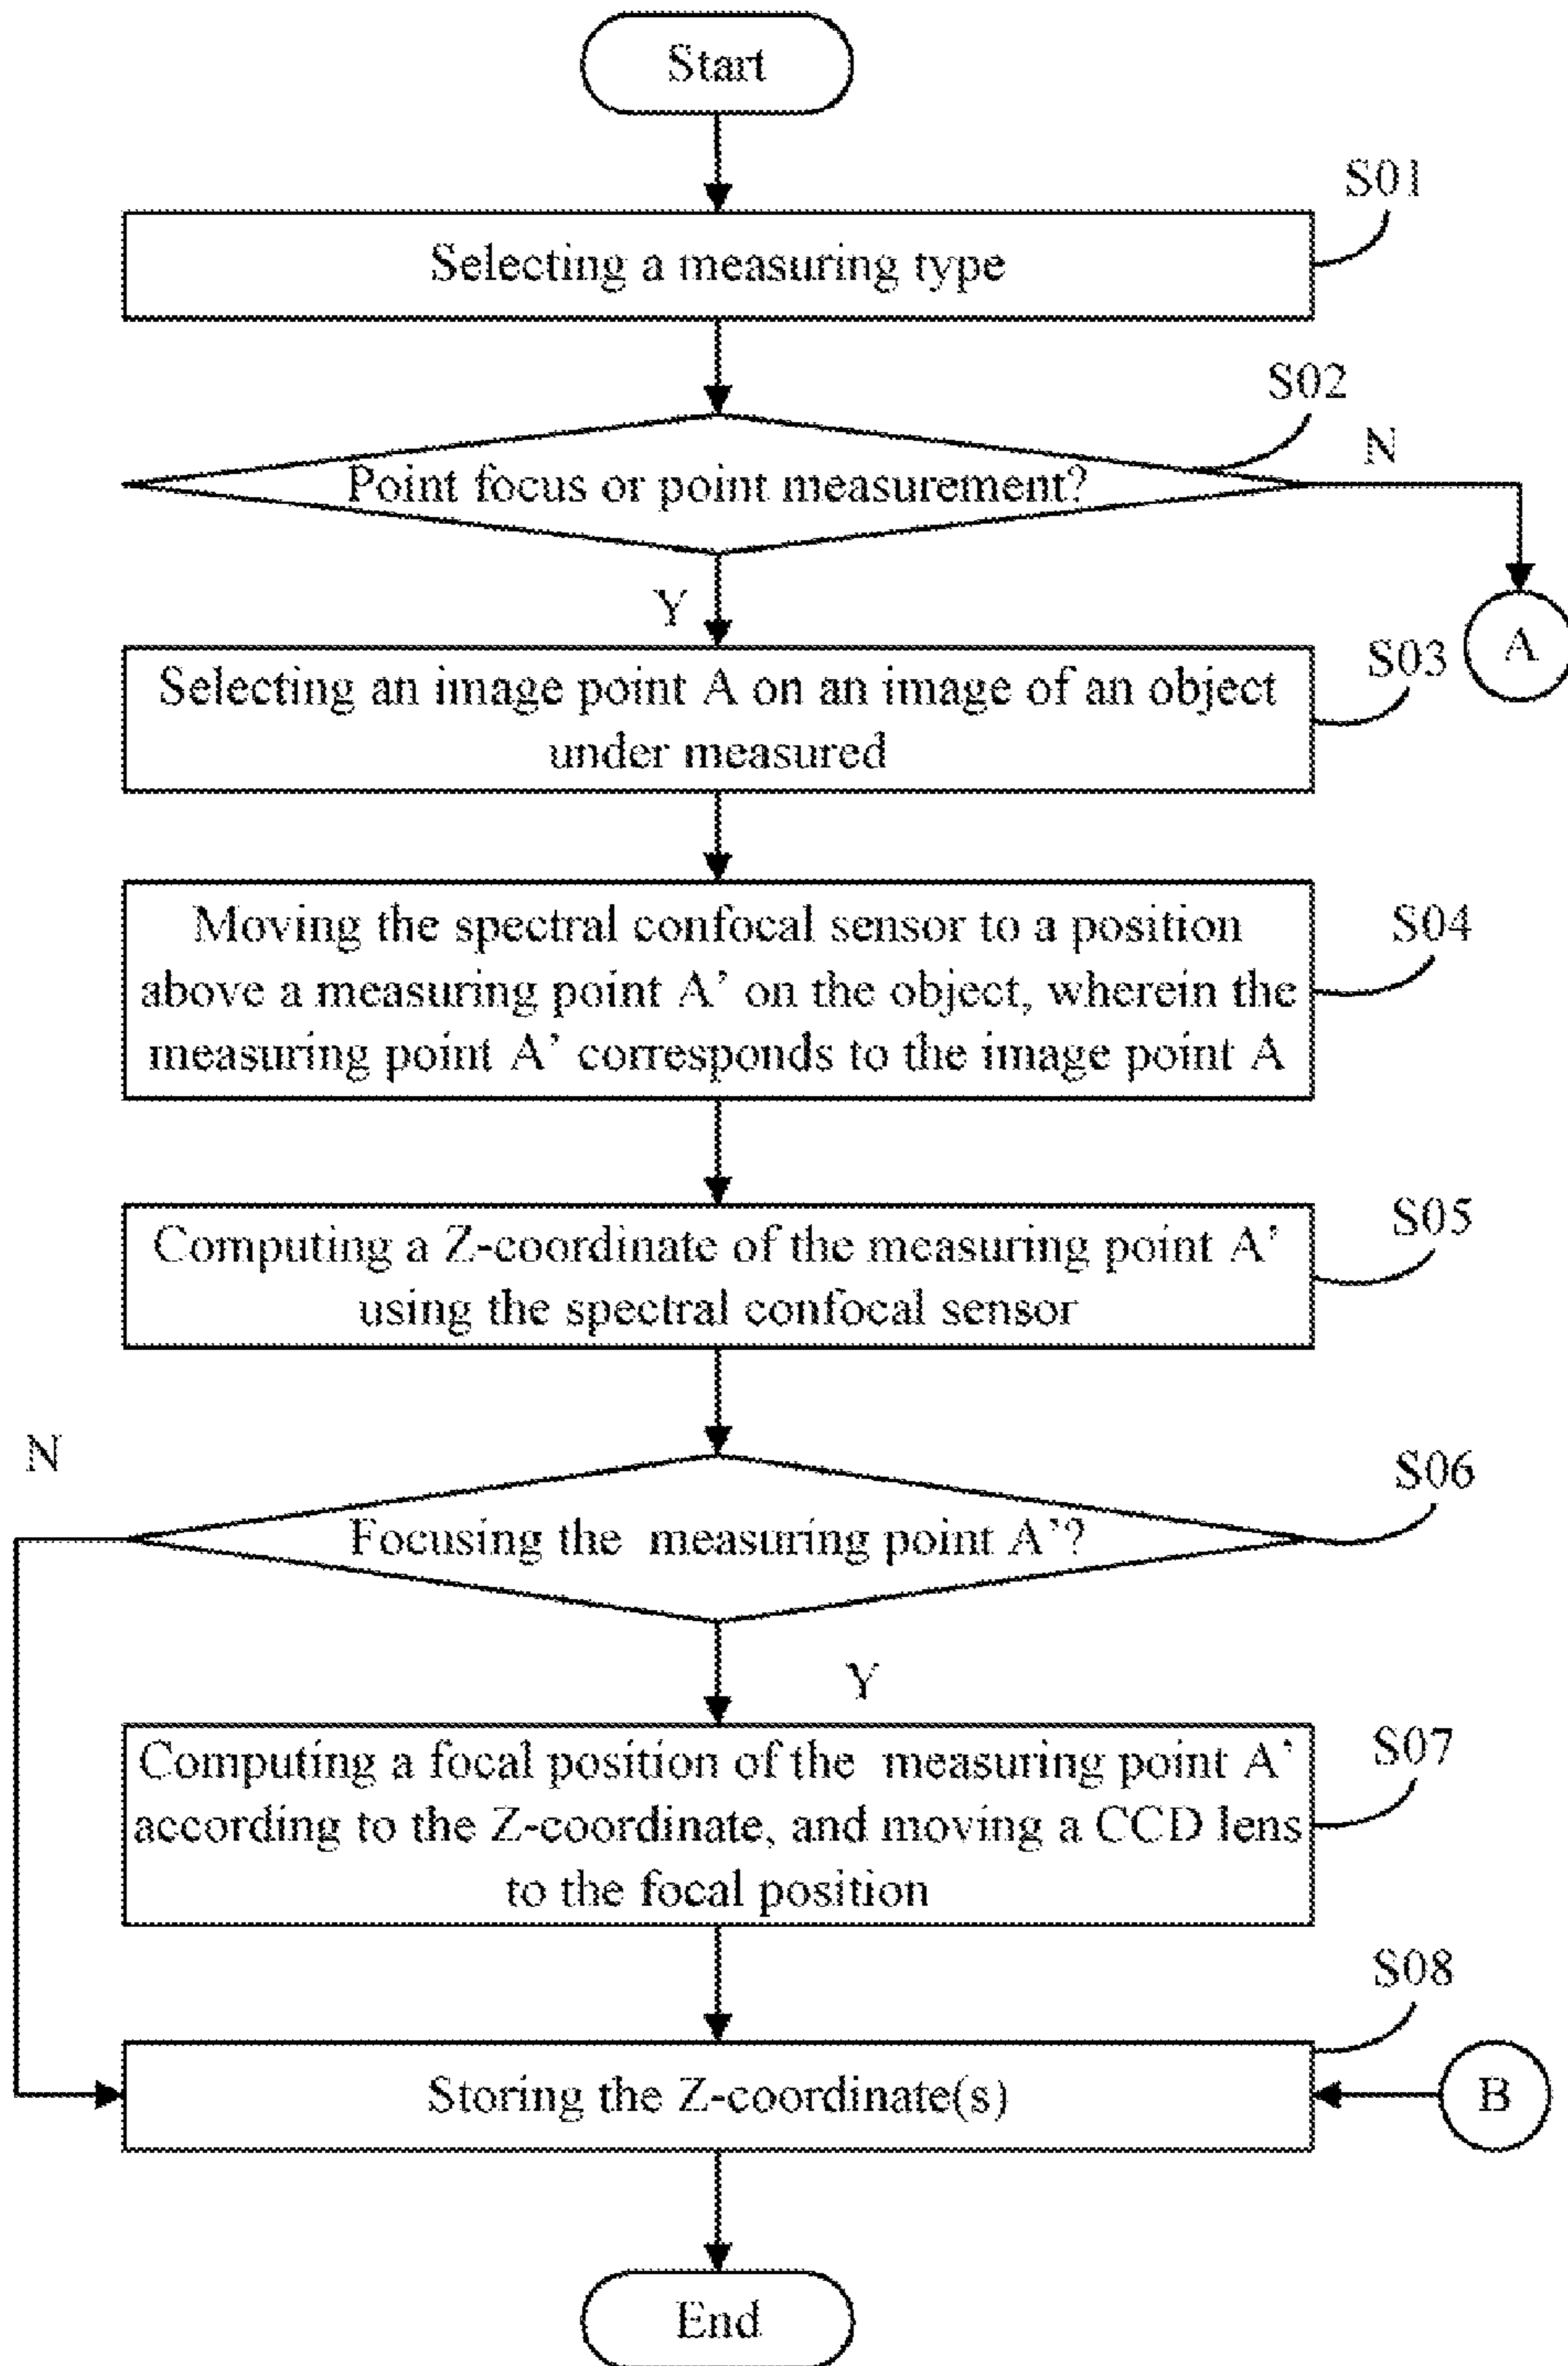 Start
S01
Selecting a measuring type
S02
Point focus or point measurement?
N
Y
A
S03
Selecting an image point A on an image of an object
under measured
Moving the spectral confocal sensor to a position
above a measuring point A’ on the object, wherein the
measuring point A’ corresponds to the image point A
S04
Computing a Z-coordinate of the measuring point A’
using the spectral confocal sensor
S05
N
S06
Focusing the measuring point A’?
Y
Computing a focal position of the measuring point A’
according to the Z-coordinate, and moving a CCD lens
to the focal position
S07
S08
Storing the Z-coordinate(s)
B
End